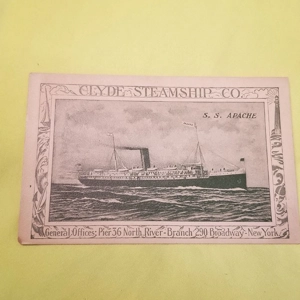 CLYDE STEAMSHIP CO.
S. S. APACHE
General Offices; Pier 36 North River-Branch 290 Broadway-New York